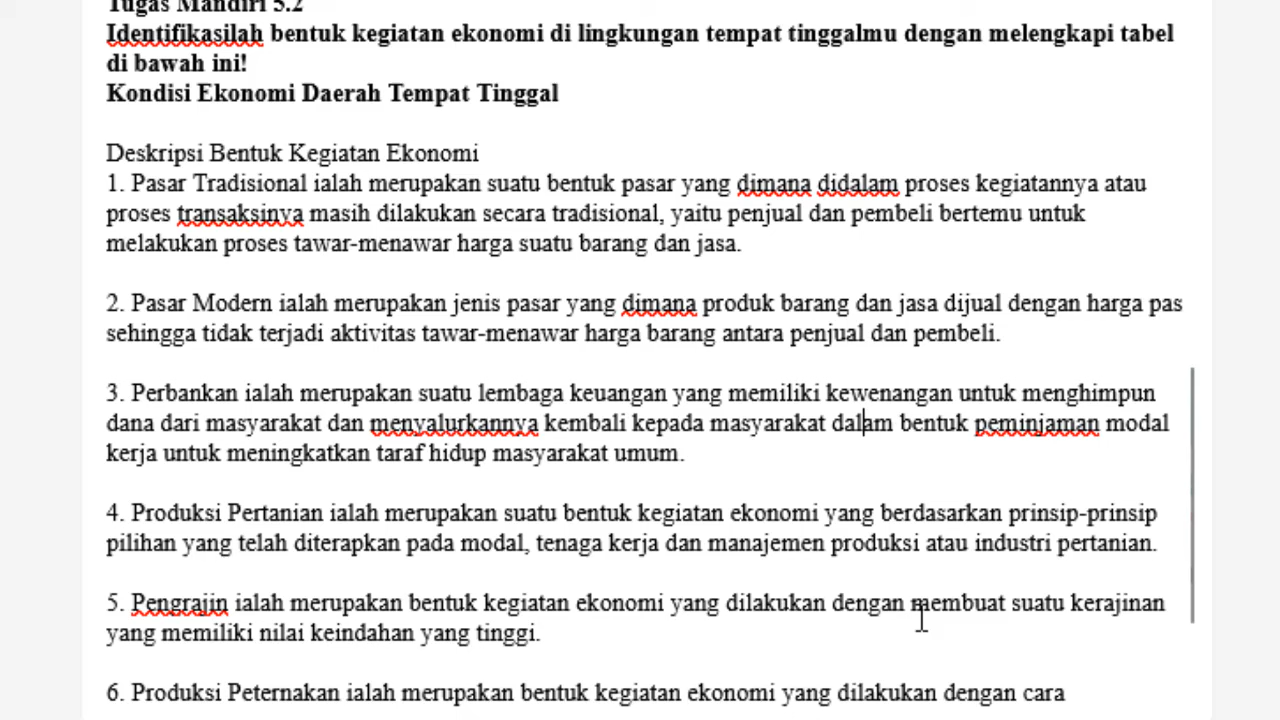 Tugas Mandiri 5.2
Identifikasilah bentuk kegiatan ekonomi di lingkungan tempat tinggalmu dengan melengkapi tabel
di bawah ini!
Kondisi Ekonomi Daerah Tempat Tinggal
Deskripsi Bentuk Kegiatan Ekonomi
1. Pasar Tradisional ialah merupakan suatu bentuk pasar yang dimana didalam proses kegiatannya atau
proses transaksinya masih dilakukan secara tradisional, yaitu penjual dan pembeli bertemu untuk
melakukan proses tawar-menawar harga suatu barang dan jasa.
2. Pasar Modern ialah merupakan jenis pasar yang dimana produk barang dan jasa dijual dengan harga pas
sehingga tidak terjadi aktivitas tawar-menawar harga barang antara penjual dan pembeli.
3. Perbankan ialah merupakan suatu lembaga keuangan yang memiliki kewenangan untuk menghimpun
dana dari masyarakat dan menyalurkannya kembali kepada masyarakat dalam bentuk peminjaman modal
kerja untuk meningkatkan taraf hidup masyarakat umum.
4. Produksi Pertanian ialah merupakan suatu bentuk kegiatan ekonomi yang berdasarkan prinsip-prinsip
pilihan yang telah diterapkan pada modal, tenaga kerja dan manajemen produksi atau industri pertanian.
5. Pengrajin ialah merupakan bentuk kegiatan ekonomi yang dilakukan dengan membuat suatu kerajinan
yang memiliki nilai keindahan yang tinggi.
6. Produksi Peternakan ialah merupakan bentuk kegiatan ekonomi yang dilakukan dengan cara